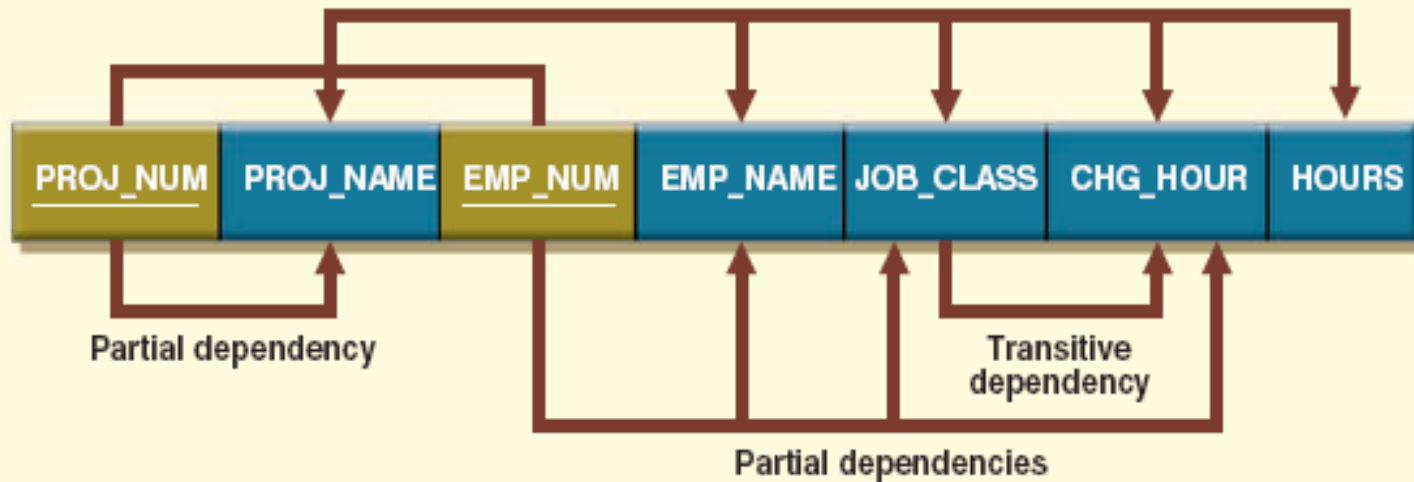 PROJ_NUM PROJ_NAME EMP_NUM EMP_NAME JOB_CLASS CHG_HOUR HOURS
Partial dependency
Transitive
dependency
Partial dependencies